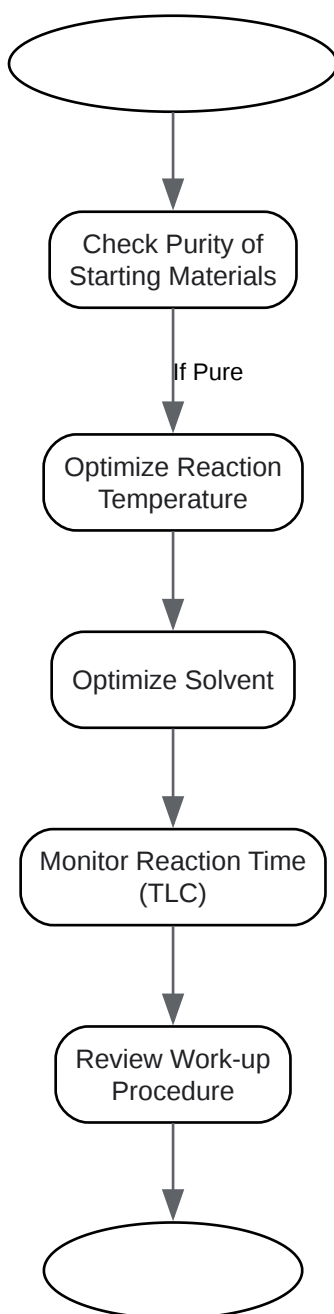 Check Purity of
Starting Materials
If Pure
Optimize Reaction
Temperature
Optimize Solvent
Monitor Reaction Time
(TLC)
Review Work-up
Procedure